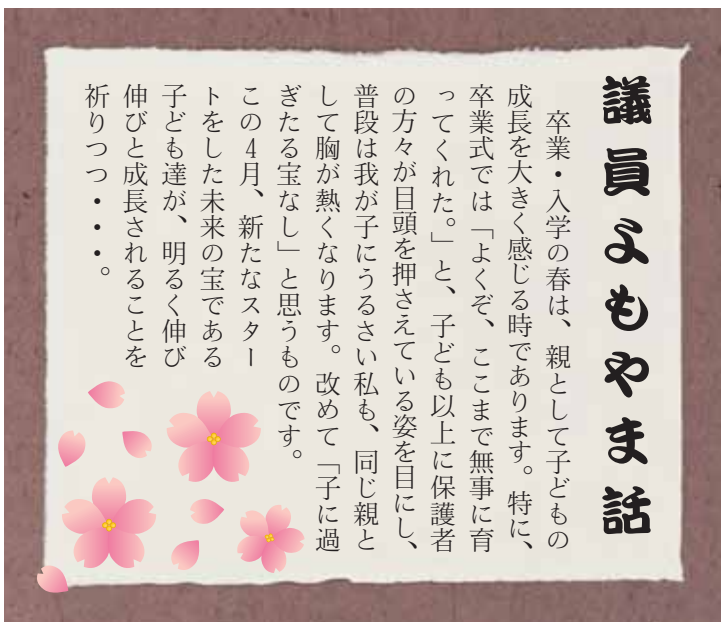 議員よもやま話
卒業・入学の春は、親として子どもの
成長を大きく感じる時であります。特に、
卒業式では「よくぞ、ここまで無事に育
ってくれた。」と、子ども以上に保護者
の方々が目頭を押さえている姿を目にし、
普段は我が子にうるさい私も、同じ親と
して胸が熱くなります。改めて「子に過
ぎたる宝なし」と思うものです。
この4月、新たなスター
トをした未来の宝である
子ども達が、明るく伸び
伸びと成長されることを
祈りつつ・・・。